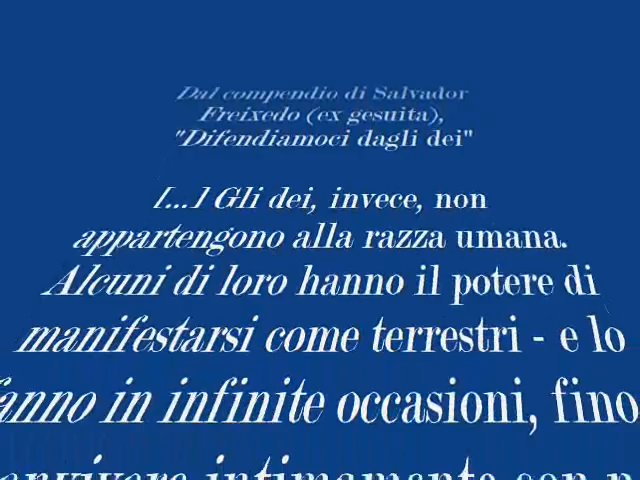 Dal compendio di Salvador
Freixedo (ex gesuita),
"Difendiamoci dagli dei"
[...] Gli dei, invece, non
appartengono alla razza umana.
Alcuni di loro hanno il potere di
manifestarsi come terrestri - e lo
fanno in infinite occasioni, fino
intimamente